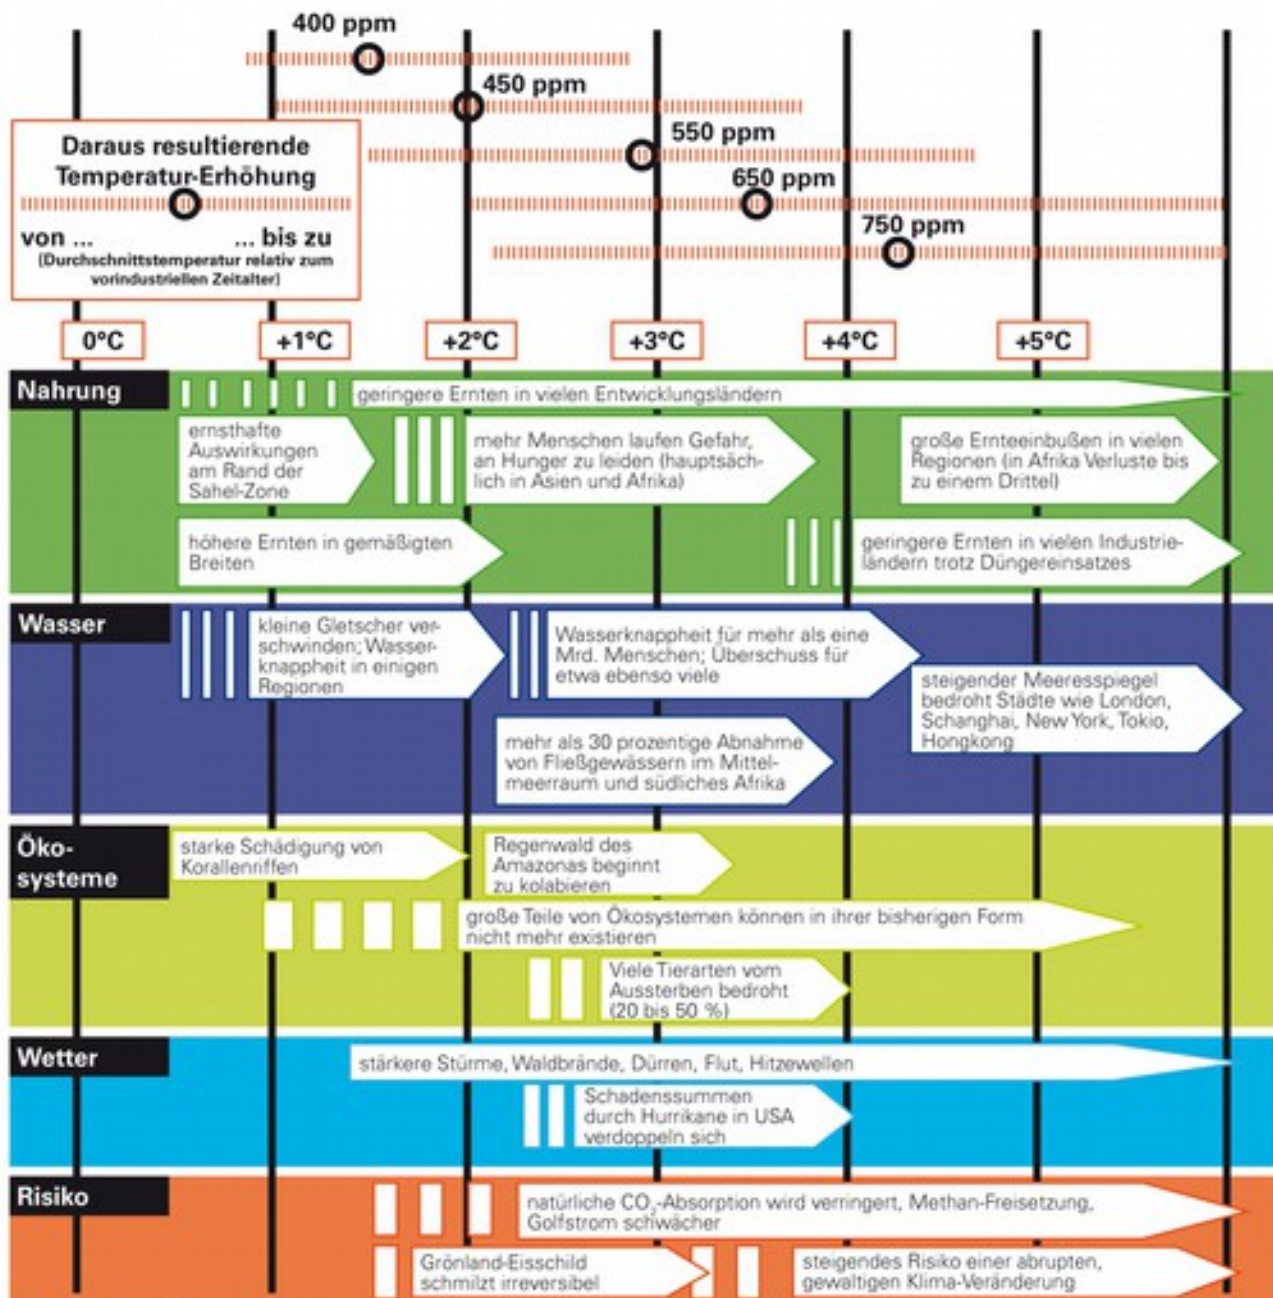 400 ppm
450 ppm
550 ppm
650 ppm
750 ppm
Daraus resultierende
Temperatur-Erhöhung
von ... ... bis zu
(Durchschnittstemperatur relativ zum
vorindustriellen Zeitalter)
0°C +1°C +2°C +3°C +4°C +5°C
Nahrung
geringere Ernten in vielen Entwicklungsländern
ernsthafte
Auswirkungen
am Rand der
Sahel-Zone
mehr Menschen laufen Gefahr,
an Hunger zu leiden (hauptsäch-
lich in Asien und Afrika)
große Ernteeinbußen in vielen
Regionen (in Afrika Verluste bis
zu einem Drittel)
höhere Ernten in gemäßigten
Breiten
geringere Ernten in vielen Industrie-
ländern trotz Düngereinsatzes
Wasser
kleine Gletscher ver-
schwinden; Wasser-
knappheit in einigen
Regionen
Wasserknappheit für mehr als eine
Mrd. Menschen; Überschuss für
etwa ebenso viele
steigender Meeresspiegel
bedroht Städte wie London,
Schanghai, New York, Tokio,
Hongkong
mehr als 30 prozentige Abnahme
von Fließgewässern im Mittel-
meerraum und südliches Afrika
Öko-
systeme
starke Schädigung von
Korallenriffen
Regenwald des
Amazonas beginnt
zu kolabieren
große Teile von Ökosystemen können in ihrer bisherigen Form
nicht mehr existieren
Viele Tierarten vom
Aussterben bedroht
(20 bis 50 %)
Wetter
stärkere Stürme, Waldbrände, Dürren, Flut, Hitzewellen
Schadenssummen
durch Hurrikane in USA
verdoppeln sich
Risiko
natürliche CO₂-Absorption wird verringert, Methan-Freisetzung,
Golfstrom schwächer
Grönland-Eisschild
schmilzt irreversibel
steigendes Risiko einer abrupten,
gewaltigen Klima-Veränderung